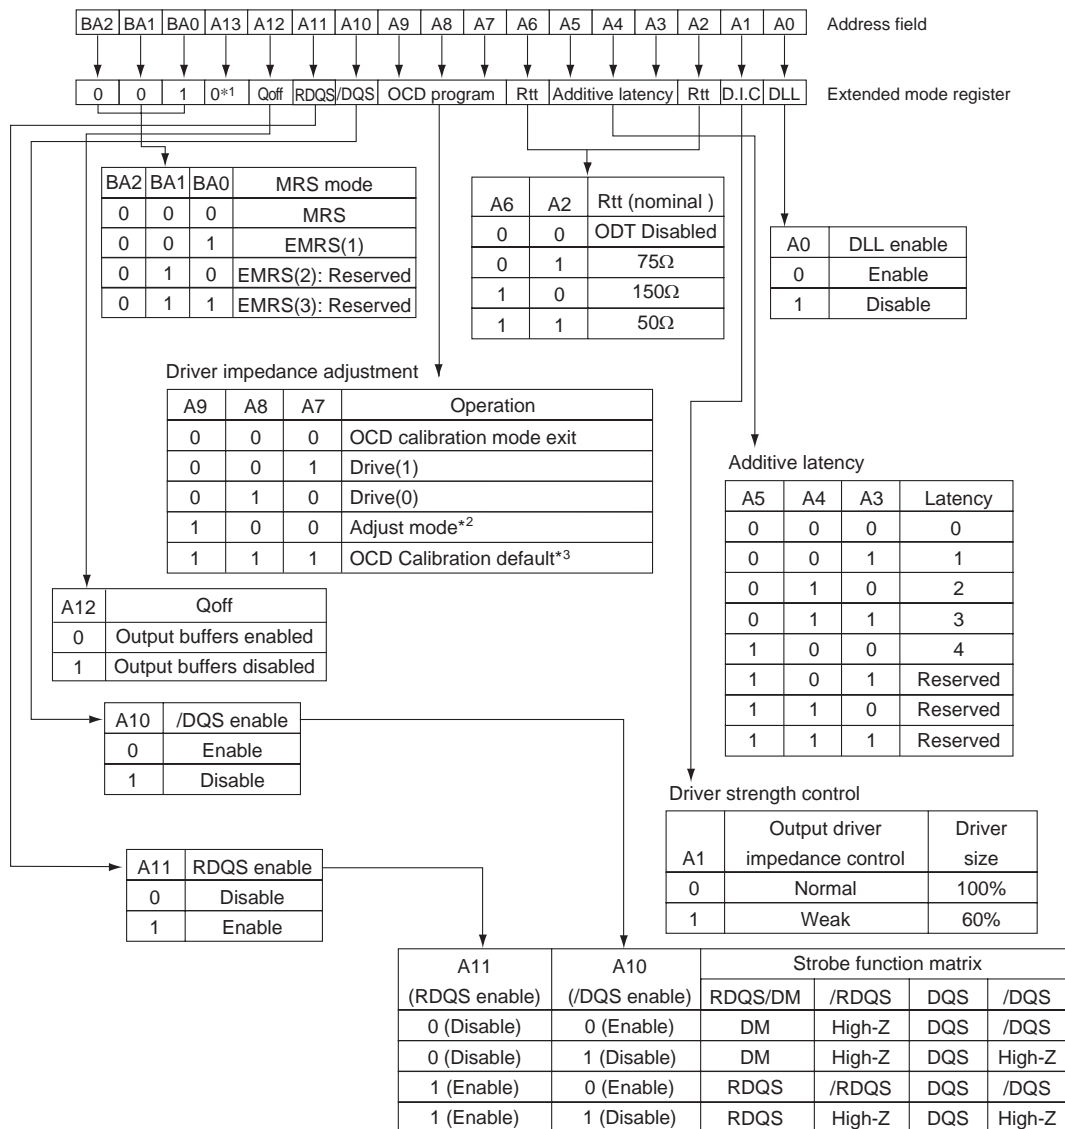 BA2 BA1 BA0 A13 A12 A11 A10 A9 A8 A7 A6 A5 A4 A3 A2 A1 A0 Address field
0 0 1 0*1 Qoff RDQS /DQS OCD program Rtt Additive latency Rtt D.I.C DLL Extended mode register
BA2 BA1 BA0 MRS mode
0 0 0 MRS
0 0 1 EMRS(1)
0 1 0 EMRS(2): Reserved
0 1 1 EMRS(3): Reserved
A6 A2 Rtt (nominal )
0 0 ODT Disabled
0 1 75Ω
1 0 150Ω
1 1 50Ω
A0 DLL enable
0 Enable
1 Disable
Driver impedance adjustment
A9 A8 A7 Operation
0 0 0 OCD calibration mode exit
0 0 1 Drive(1)
0 1 0 Drive(0)
1 0 0 Adjust mode*2
1 1 1 OCD Calibration default*3
Additive latency
A5 A4 A3 Latency
0 0 0 0
0 0 1 1
0 1 0 2
0 1 1 3
1 0 0 4
1 0 1 Reserved
1 1 0 Reserved
1 1 1 Reserved
A12 Qoff
0 Output buffers enabled
1 Output buffers disabled
A10 /DQS enable
0 Enable
1 Disable
Driver strength control
Output driver Driver
A1 impedance control size
0 Normal 100%
1 Weak 60%
A11 RDQS enable
0 Disable
1 Enable
A11 A10 Strobe function matrix
(RDQS enable) (/DQS enable) RDQS/DM /RDQS DQS /DQS
0 (Disable) 0 (Enable) DM High-Z DQS /DQS
0 (Disable) 1 (Disable) DM High-Z DQS High-Z
1 (Enable) 0 (Enable) RDQS /RDQS DQS /DQS
1 (Enable) 1 (Disable) RDQS High-Z DQS High-Z